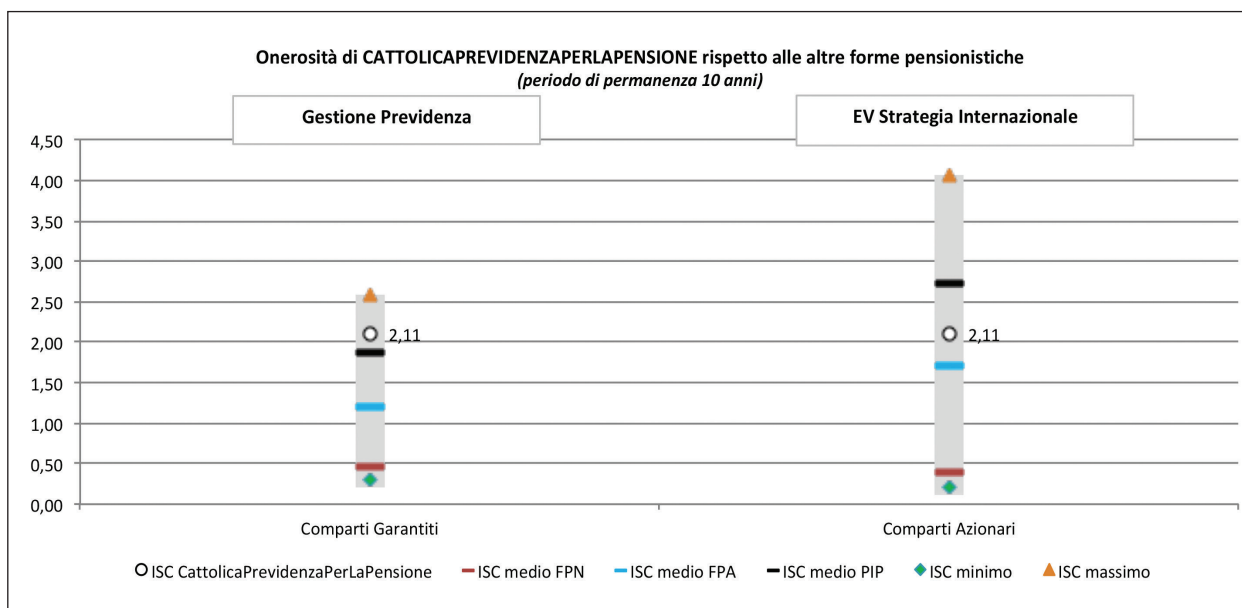 Onerosità di CATTOLICAPREVIDENZAPERLAPENSIONE rispetto alle altre forme pensionistiche
(periodo di permanenza 10 anni)
Gestione Previdenza
EV Strategia Internazionale
4,50
4,00
3,50
3,00
2,50
2,00
1,50
1,00
0,50
0,00
2,11
2,11
Comparti Garantiti
Comparti Azionari
ISC CattolicaPrevidenzaPerLaPensione
ISC medio FPN
ISC medio FPA
ISC medio PIP
ISC minimo
ISC massimo